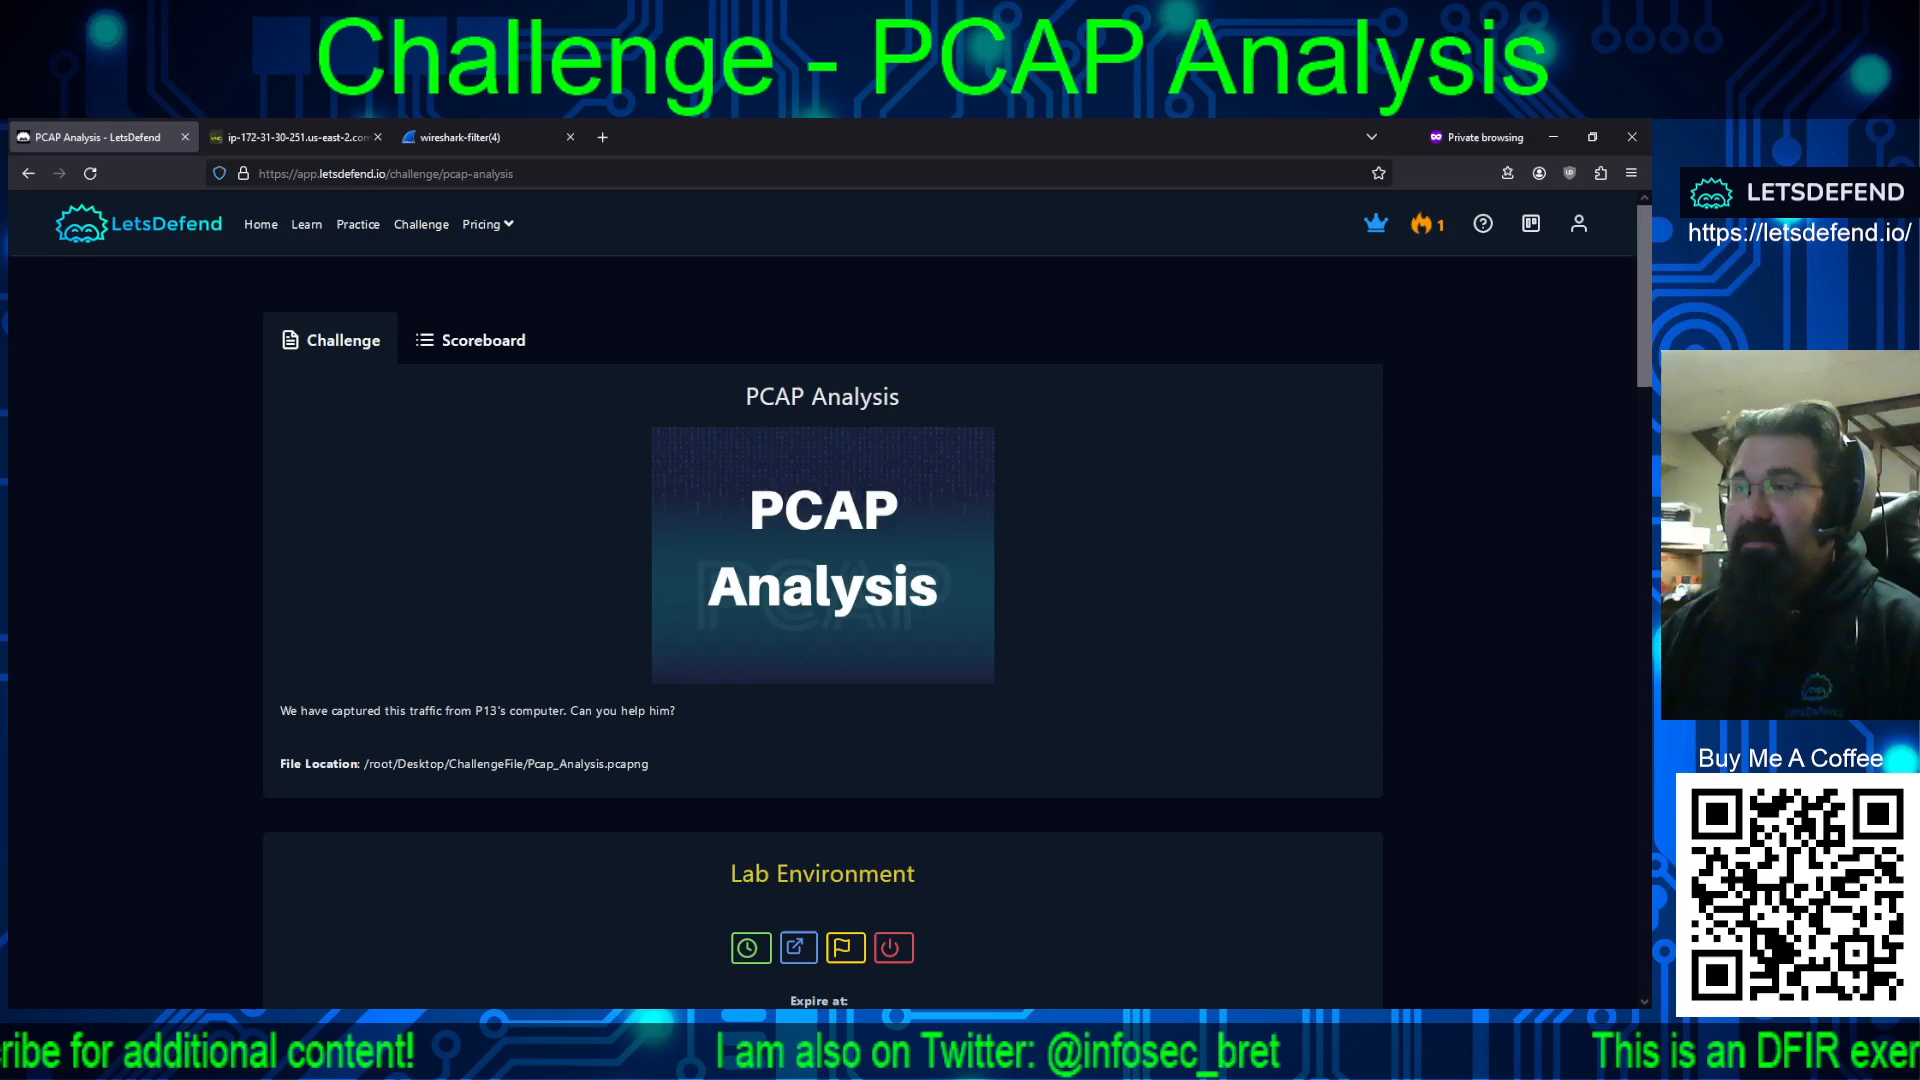 Challenge - PCAP Analysis
PCAP Analysis - LetsDefend
ip-172-31-30-251.us-east-2.com
wireshark-filter(4)
Private browsing
https://app.letsdefend.io/challenge/pcap-analysis
LetsDefend
Home
Learn
Practice
Challenge
Pricing
1
LETSDEFEND
https://letsdefend.io/
Challenge
Scoreboard
PCAP Analysis
PCAP
Analysis
We have captured this traffic from P13's computer. Can you help him?
File Location: /root/Desktop/ChallengeFile/Pcap_Analysis.pcapng
Buy Me A Coffee
Lab Environment
Expire at:
cribe for additional content! I am also on Twitter: @infosec_bret This is an DFIR exer